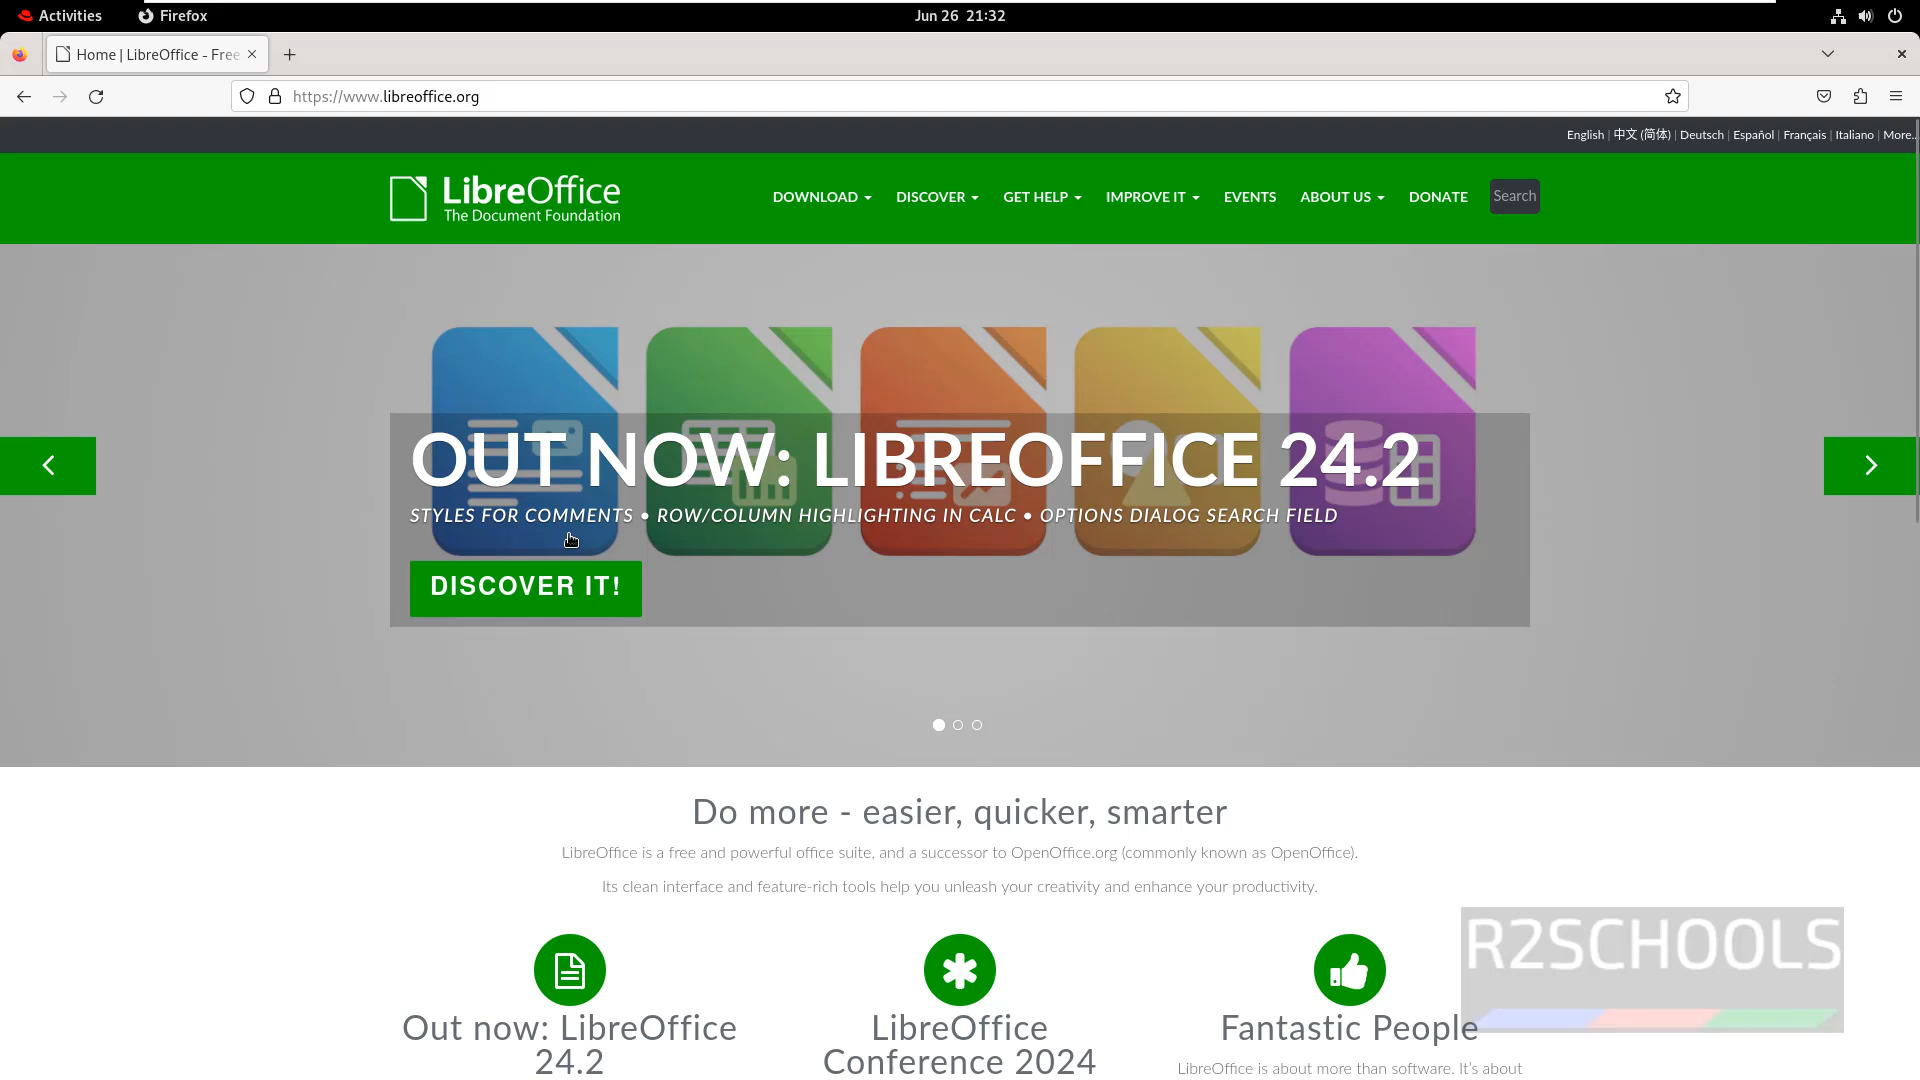 Activities
Firefox
Jun 26 21:32
Home | LibreOffice - Free
https://www.libreoffice.org
English | 中文 (简体) | Deutsch | Español | Français | Italiano | More...
LibreOffice
The Document Foundation
DOWNLOAD
DISCOVER
GET HELP
IMPROVE IT
EVENTS
ABOUT US
DONATE
Search
OUT NOW: LIBREOFFICE 24.2
STYLES FOR COMMENTS • ROW/COLUMN HIGHLIGHTING IN CALC • OPTIONS DIALOG SEARCH FIELD
DISCOVER IT!
Do more - easier, quicker, smarter
LibreOffice is a free and powerful office suite, and a successor to OpenOffice.org (commonly known as OpenOffice).
Its clean interface and feature-rich tools help you unleash your creativity and enhance your productivity.
R2SCHOOLS
Out now: LibreOffice
24.2
LibreOffice
Conference 2024
Fantastic People
LibreOffice is about more than software. It's about